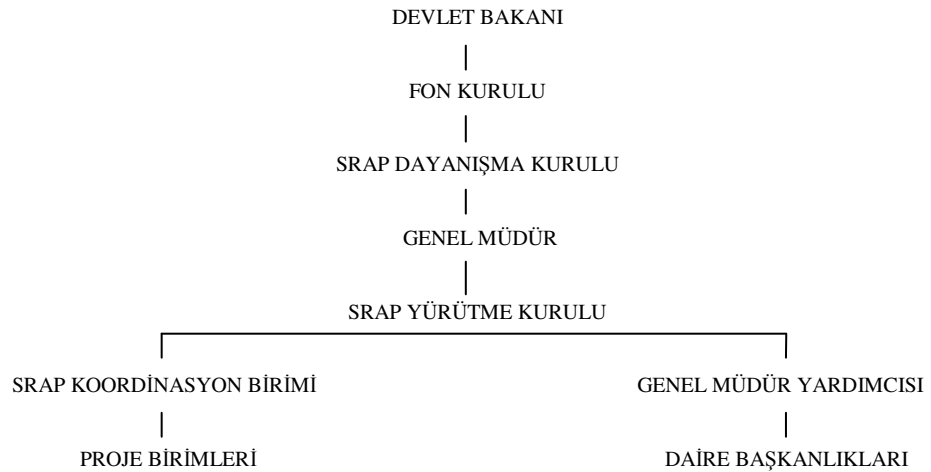 DEVLET BAKANI
FON KURULU
SRAP DAYANIŞMA KURULU
GENEL MÜDÜR
SRAP YÜRÜTME KURULU
SRAP KOORDİNASYON BİRİMİ
GENEL MÜDÜR YARDIMCISI
PROJE BİRİMLERİ
DAİRE BAŞKANLIKLARI